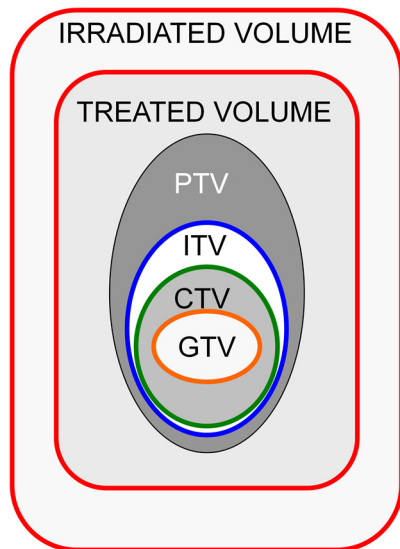 IRRADIATED VOLUME
TREATED VOLUME
PTV
ITV
CTV
GTV